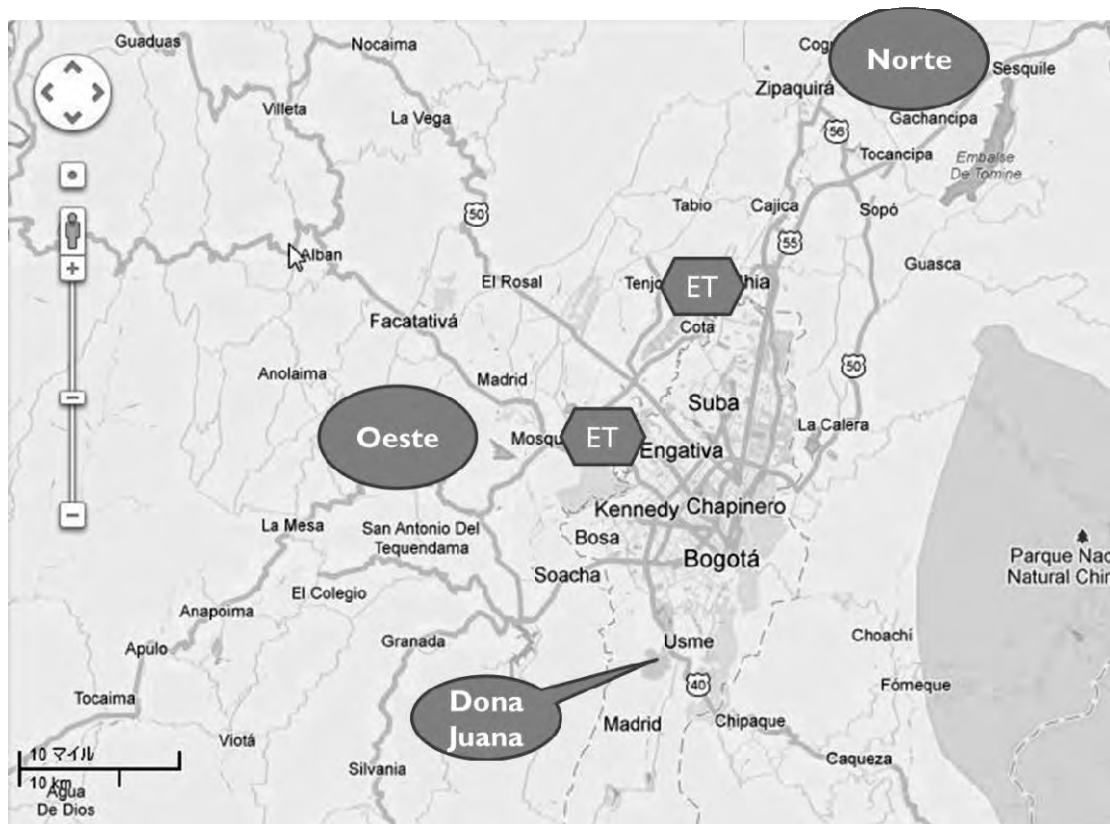 Guaduas
Nocaima
Cog
Norte
Sesquile
Zipaquirá
Villeta
La Vega
Gachancipa
56
Tocancipa
Embalse
De Tomine
50
Tabio
Cajica
Sopó
55
Alban
Guasca
El Rosal
Tenjo
ET
hia
Facatativá
Cota
50
Anolaima
Madrid
Suba
La Calera
Oeste
Mosqu
ET
Engativa
Kennedy
Chapinero
La Mesa
San Antonio Del
Tequendama
Bosa
Bogotá
Parque Nac
Natural Chin
Soacha
El Colegio
Anapoima
Granada
Usme
Choachí
Apulo
40
Fómeque
Tocaima
Dona
Juana
Madrid
Chipaque
Viotá
10 マイル
Silvania
Caqueza
10 km
Agua
De Dios